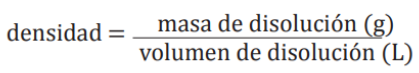 densidad = masa de disolución (g)
volumen de disolución (L)